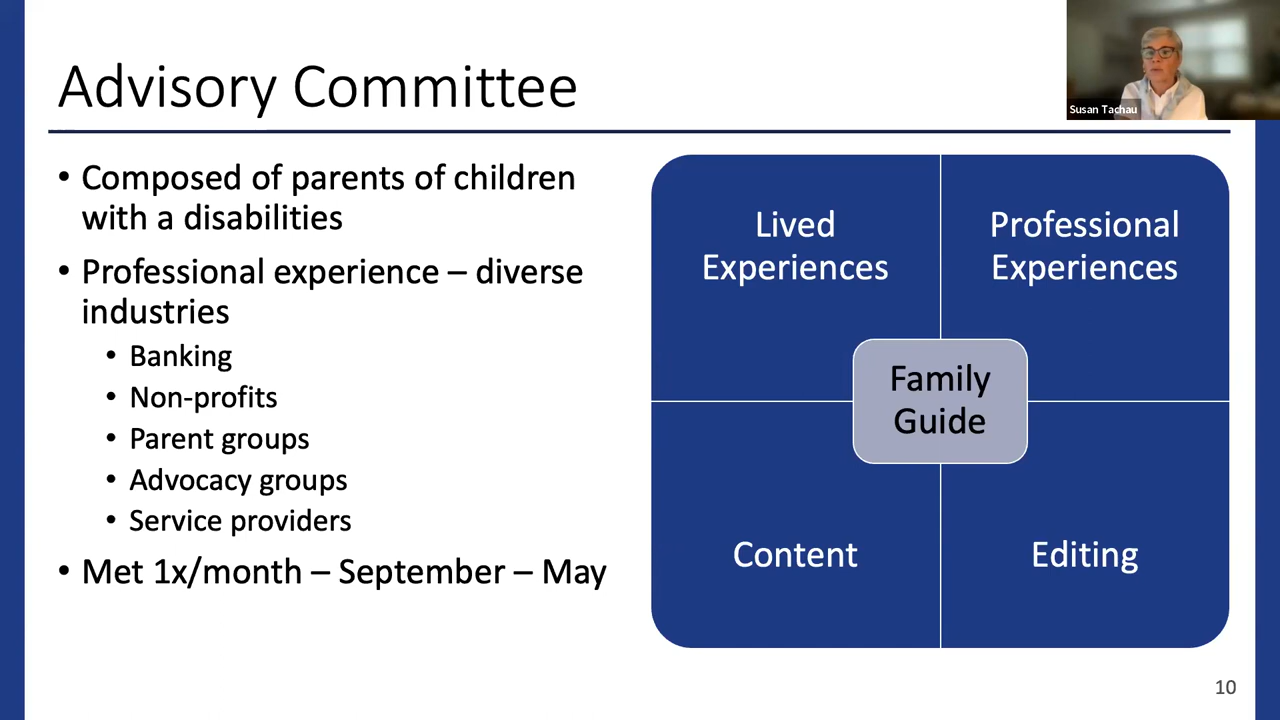 Advisory Committee
Susan Tachau
• Composed of parents of children
with a disabilities
• Professional experience – diverse
industries
• Banking
• Non-profits
• Parent groups
• Advocacy groups
• Service providers
• Met 1x/month – September – May
Lived
Experiences
Professional
Experiences
Family
Guide
Content
Editing
10